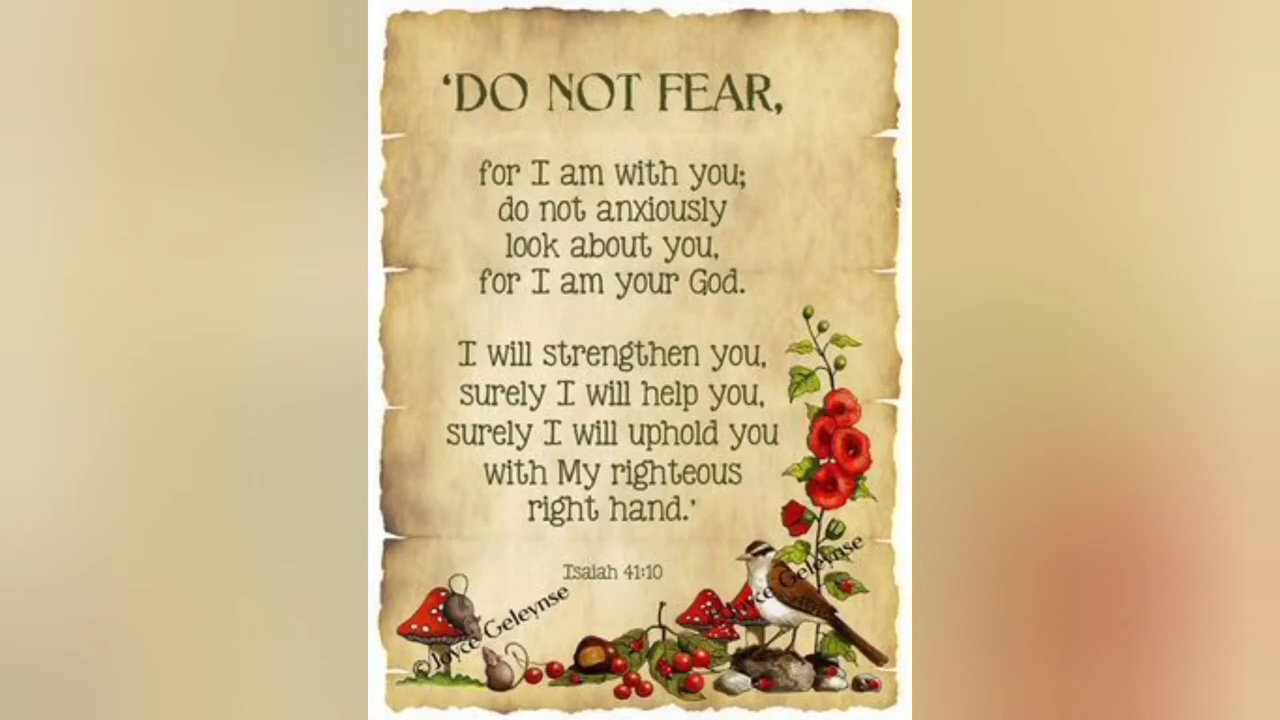 ‘DO NOT FEAR,
for I am with you;
do not anxiously
look about you,
for I am your God.
I will strengthen you,
surely I will help you,
surely I will uphold you
with My righteous
right hand.’
Isaiah 41:10
©Joyce Geleynse
Joyce Geleynse